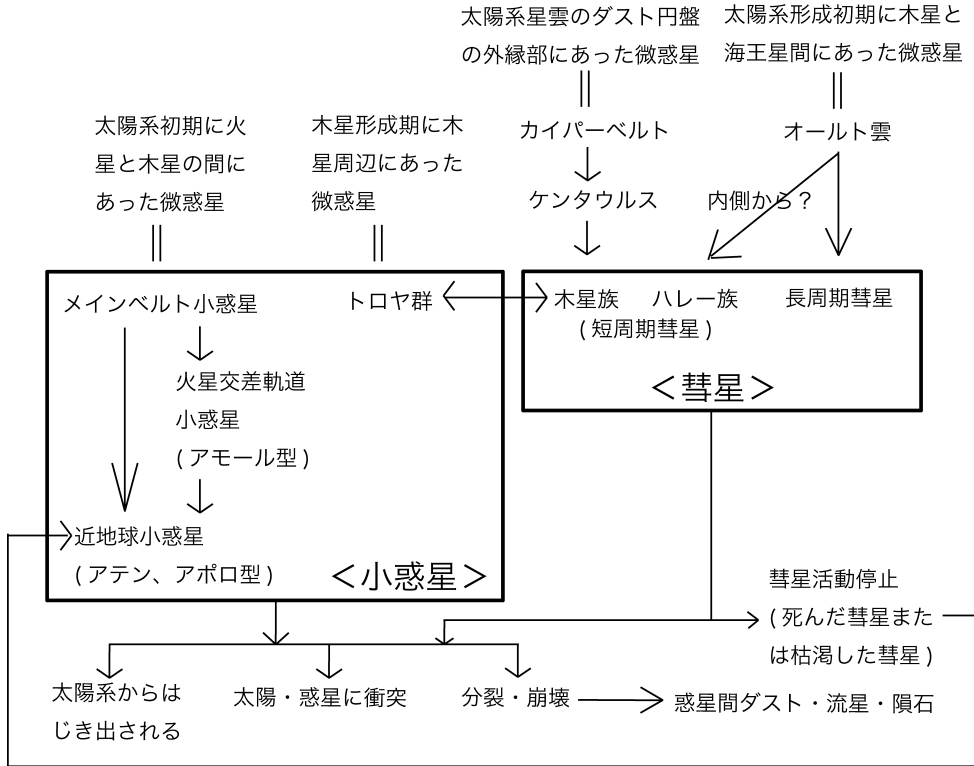 太陽系星雲のダスト円盤
の外縁部にあった微惑星
太陽系形成初期に木星と
海王星間にあった微惑星
太陽系初期に火
星と木星の間に
あった微惑星
木星形成期に木
星周辺にあった
微惑星
カイパーベルト
オールト雲
ケンタウルス
内側から?
メインベルト小惑星
トロヤ群
木星族
ハレー族
長周期彗星
(短周期彗星)
火星交差軌道
小惑星
(アモール型)
<彗星>
近地球小惑星
(アテン、アポロ型)
<小惑星>
彗星活動停止
(死んだ彗星また
は枯渇した彗星)
太陽系からは
じき出される
太陽・惑星に衝突
分裂・崩壊
惑星間ダスト・流星・隕石